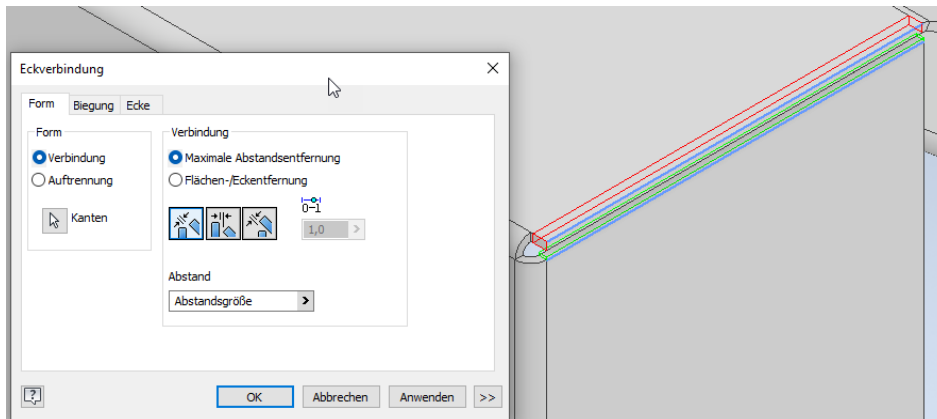 Eckverbindung
Form Biegung Ecke
Form
Verbindung
Auftrennung
Kanten
Verbindung
Maximale Abstandsentfernung
Flächen-/Eckentfernung
0-1
1,0 >
Abstand
Abstandsgröße >
? OK Abbrechen Anwenden >>